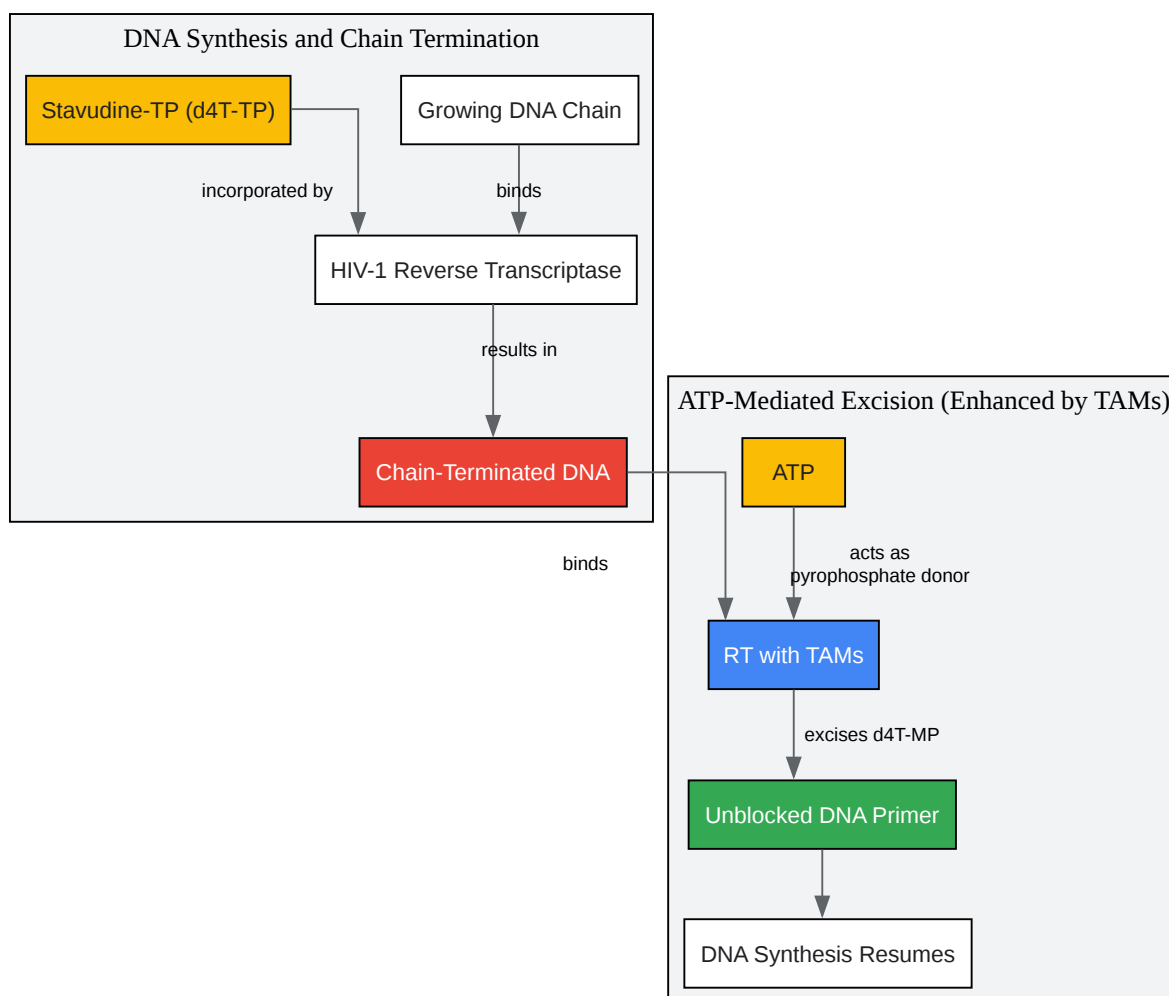 DNA Synthesis and Chain Termination
Stavudine-TP (d4T-TP)
Growing DNA Chain
incorporated by
binds
HIV-1 Reverse Transcriptase
results in
Chain-Terminated DNA
binds
ATP-Mediated Excision (Enhanced by TAMs)
ATP
acts as
pyrophosphate donor
RT with TAMs
excises d4T-MP
Unblocked DNA Primer
DNA Synthesis Resumes